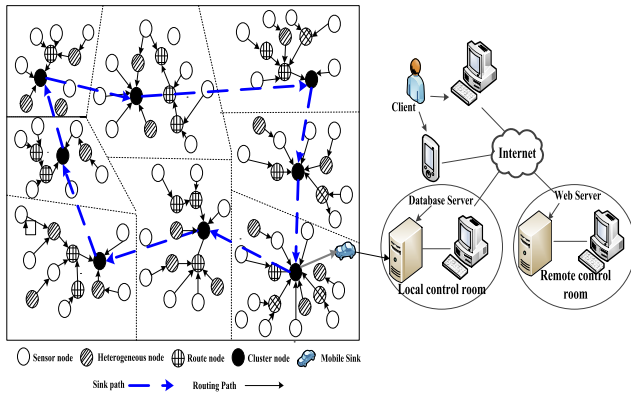 Client
Internet
Database Server
Web Server
Local control room
Remote control
room
Sensor node
Heterogeneous node
Route node
Cluster node
Mobile Sink
Sink path
Routing Path